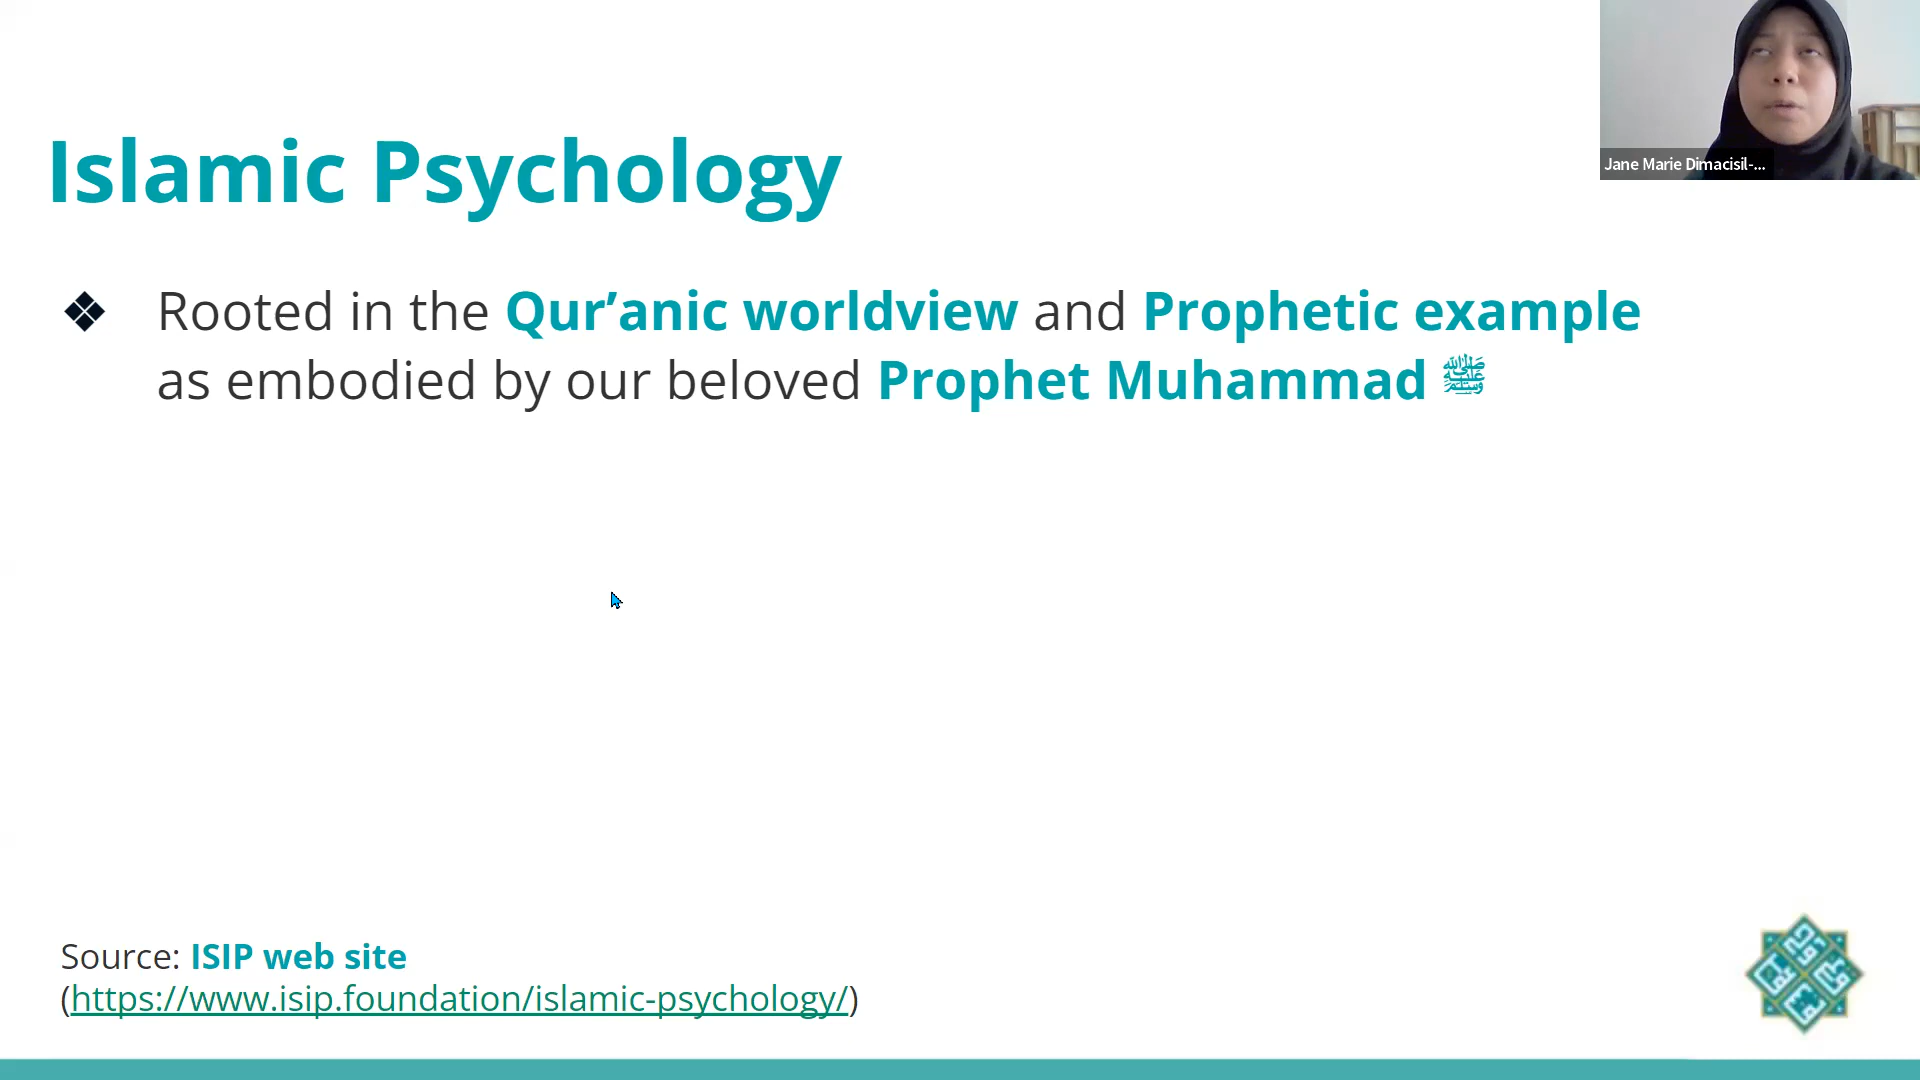 Islamic Psychology
Jane Marie Dimacisil-...
❖ Rooted in the Qur’anic worldview and Prophetic example
as embodied by our beloved Prophet Muhammad ﷺ
Source: ISIP web site
(https://www.isip.foundation/islamic-psychology/)